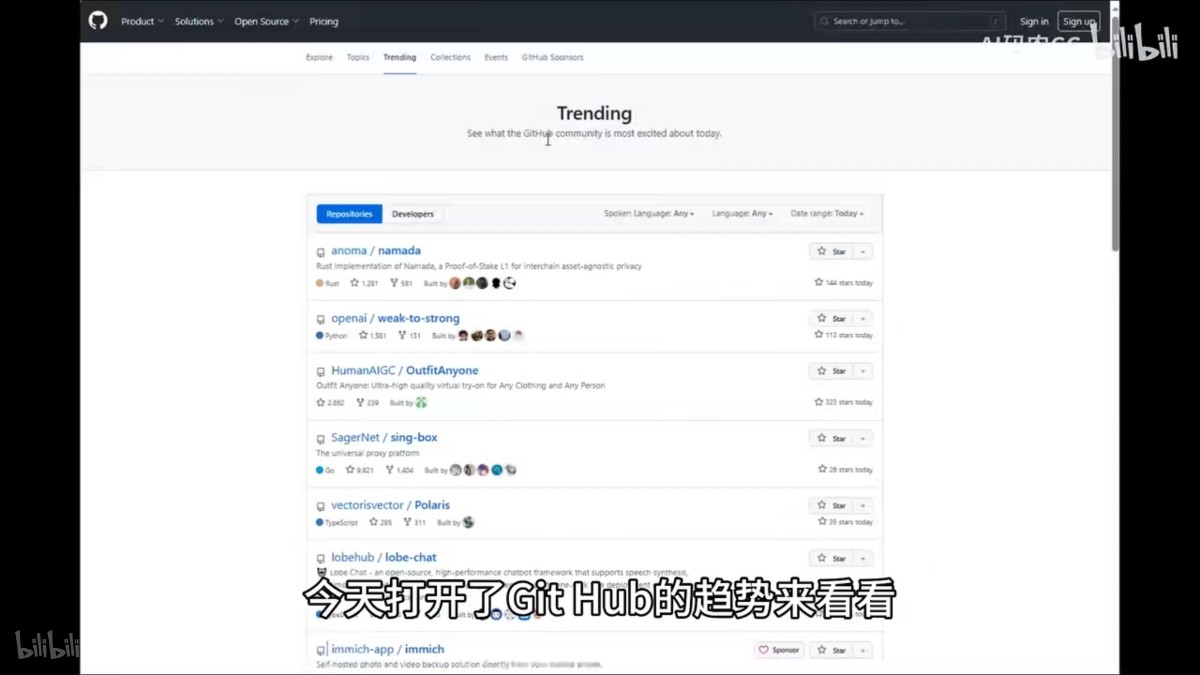 Product Solutions Open Source Pricing Search or jump to... / Sign in Sign up
bilibili
Explore Topics Trending Collections Events GitHub Sponsors
Trending
See what the GitHub community is most excited about today.
Repositories Developers Spoken Language: Any Language: Any Date range: Today
anoma / namada Star
Rust implementation of Namada, a Proof-of-Stake L1 for interchain asset-agnostic privacy
Rust 1,281 581 Built by 144 stars today
openai / weak-to-strong Star
Python 1,581 131 Built by 113 stars today
HumanAIGC / OutfitAnyone Star
Outfit Anyone: Ultra-high quality virtual try-on for Any Clothing and Any Person
2,862 239 Built by 323 stars today
SagerNet / sing-box Star
The universal proxy platform
Go 9,821 1,404 Built by 26 stars today
vectorisvector / Polaris Star
TypeScript 295 311 Built by 35 stars today
lobehub / lobe-chat Star
Lobe Chat - an open-source, high-performance chatbot framework that supports speech synthesis,
今天打开了Git Hub的趋势来看看
immich-app / immich Sponsor Star
bilibili
Self-hosted photo and video backup solution directly from your mobile phone.